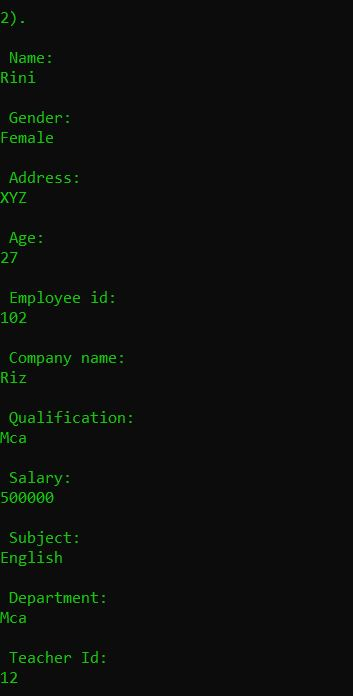 2).
Name:
Rini
Gender:
Female
Address:
XYZ
Age:
27
Employee id:
102
Company name:
Riz
Qualification:
Mca
Salary:
500000
Subject:
English
Department:
Mca
Teacher Id:
12